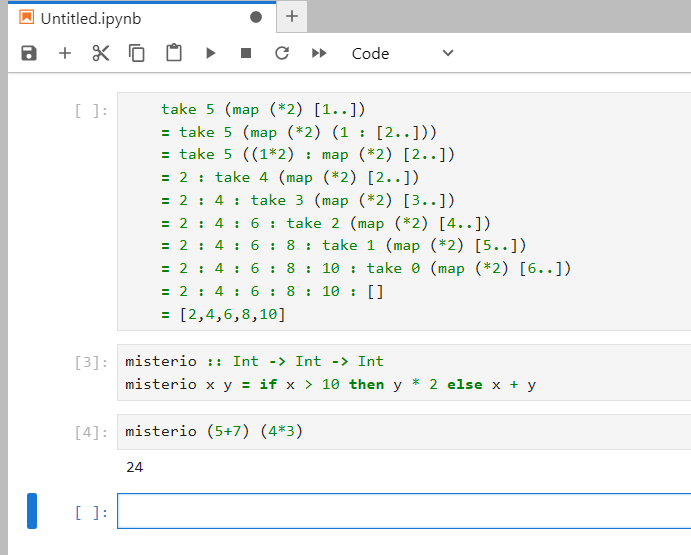 Untitled.ipynb
Code
[ ]:
take 5 (map (*2) [1..])
= take 5 (map (*2) (1 : [2..]))
= take 5 ((1*2) : map (*2) [2..])
= 2 : take 4 (map (*2) [2..])
= 2 : 4 : take 3 (map (*2) [3..])
= 2 : 4 : 6 : take 2 (map (*2) [4..])
= 2 : 4 : 6 : 8 : take 1 (map (*2) [5..])
= 2 : 4 : 6 : 8 : 10 : take 0 (map (*2) [6..])
= 2 : 4 : 6 : 8 : 10 : []
= [2,4,6,8,10]
[3]:
misterio :: Int -> Int -> Int
misterio x y = if x > 10 then y * 2 else x + y
[4]:
misterio (5+7) (4*3)
24
[ ]: